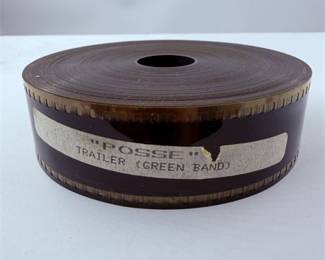 "POSSE"
TRAILER (GREEN BAND)